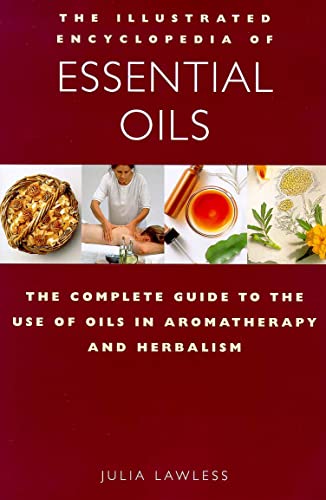 THE ILLUSTRATED
ENCYCLOPEDIA OF
ESSENTIAL
OILS
THE COMPLETE GUIDE TO THE
USE OF OILS IN AROMATHERAPY
AND HERBALISM
JULIA LAWLESS